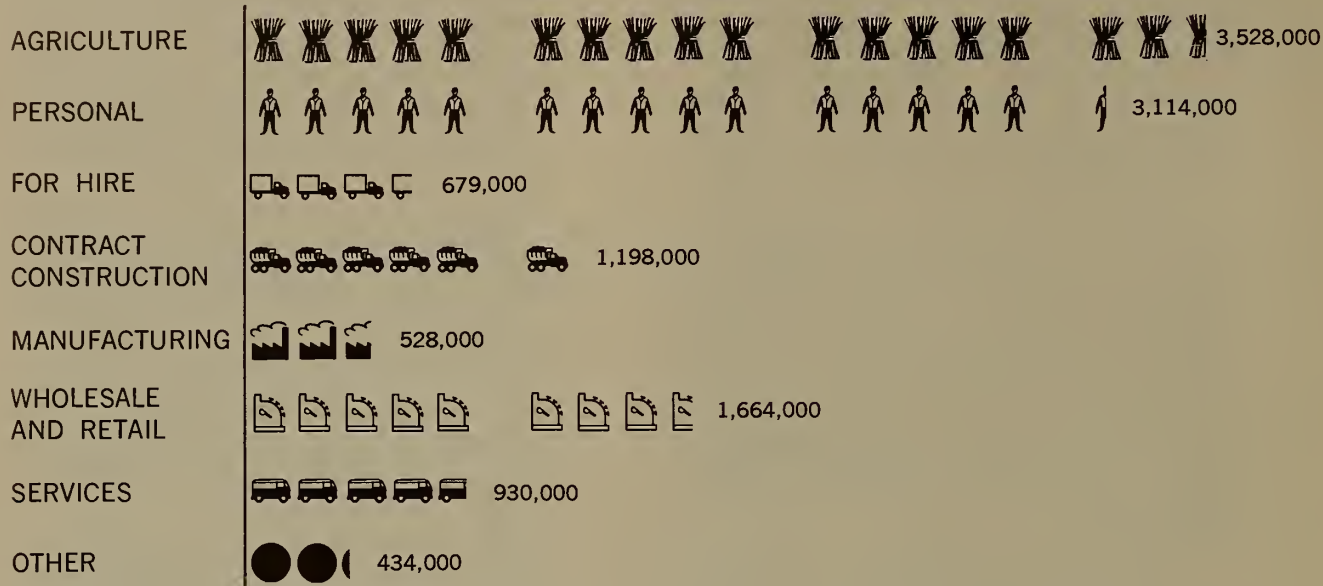 AGRICULTURE 3,528,000
PERSONAL 3,114,000
FOR HIRE 679,000
CONTRACT
CONSTRUCTION 1,198,000
MANUFACTURING 528,000
WHOLESALE
AND RETAIL 1,664,000
SERVICES 930,000
OTHER 434,000